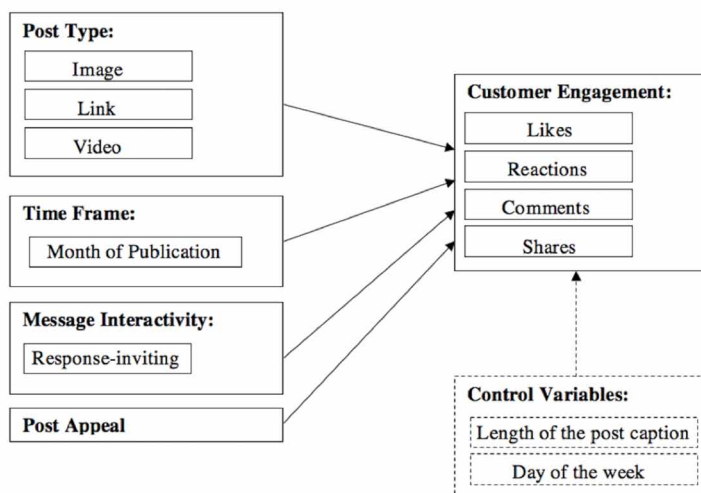 Post Type:
Image
Link
Video
Time Frame:
Month of Publication
Message Interactivity:
Response-inviting
Post Appeal
Customer Engagement:
Likes
Reactions
Comments
Shares
Control Variables:
Length of the post caption
Day of the week